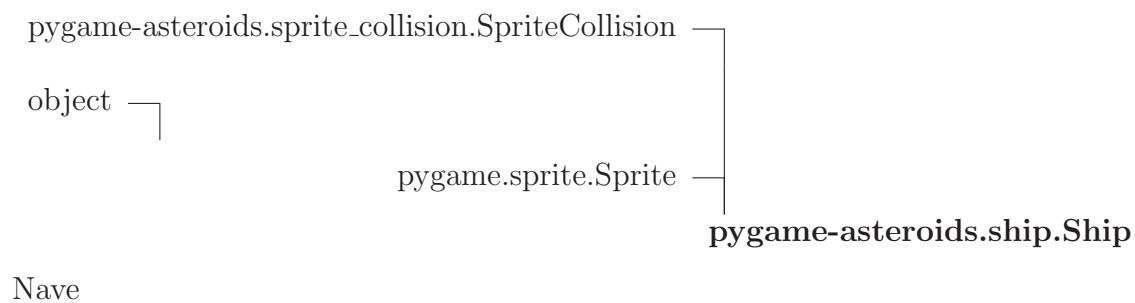 pygame-asteroids.sprite_collision.SpriteCollision
object
pygame.sprite.Sprite
pygame-asteroids.ship.Ship
Nave